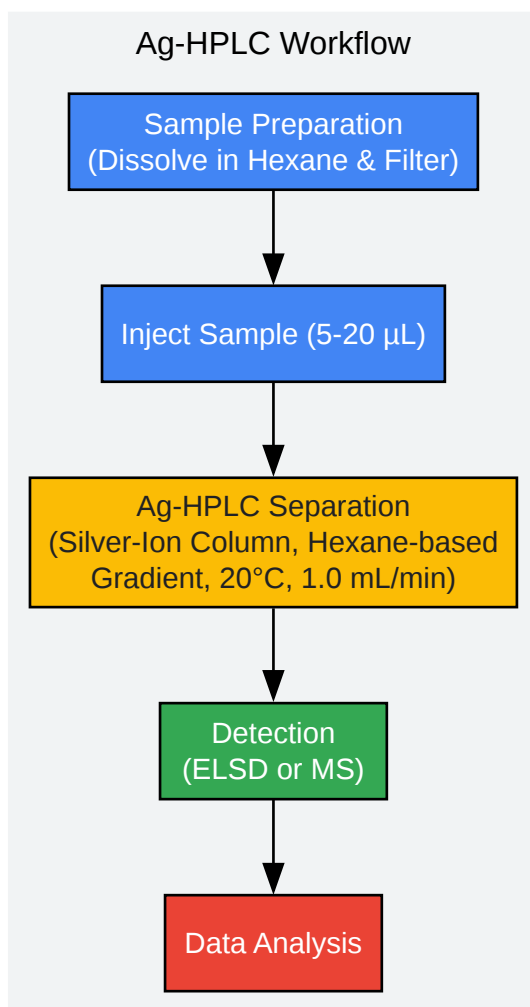 Ag-HPLC Workflow
Sample Preparation
(Dissolve in Hexane & Filter)
Inject Sample (5-20 µL)
Ag-HPLC Separation
(Silver-Ion Column, Hexane-based
Gradient, 20°C, 1.0 mL/min)
Detection
(ELSD or MS)
Data Analysis